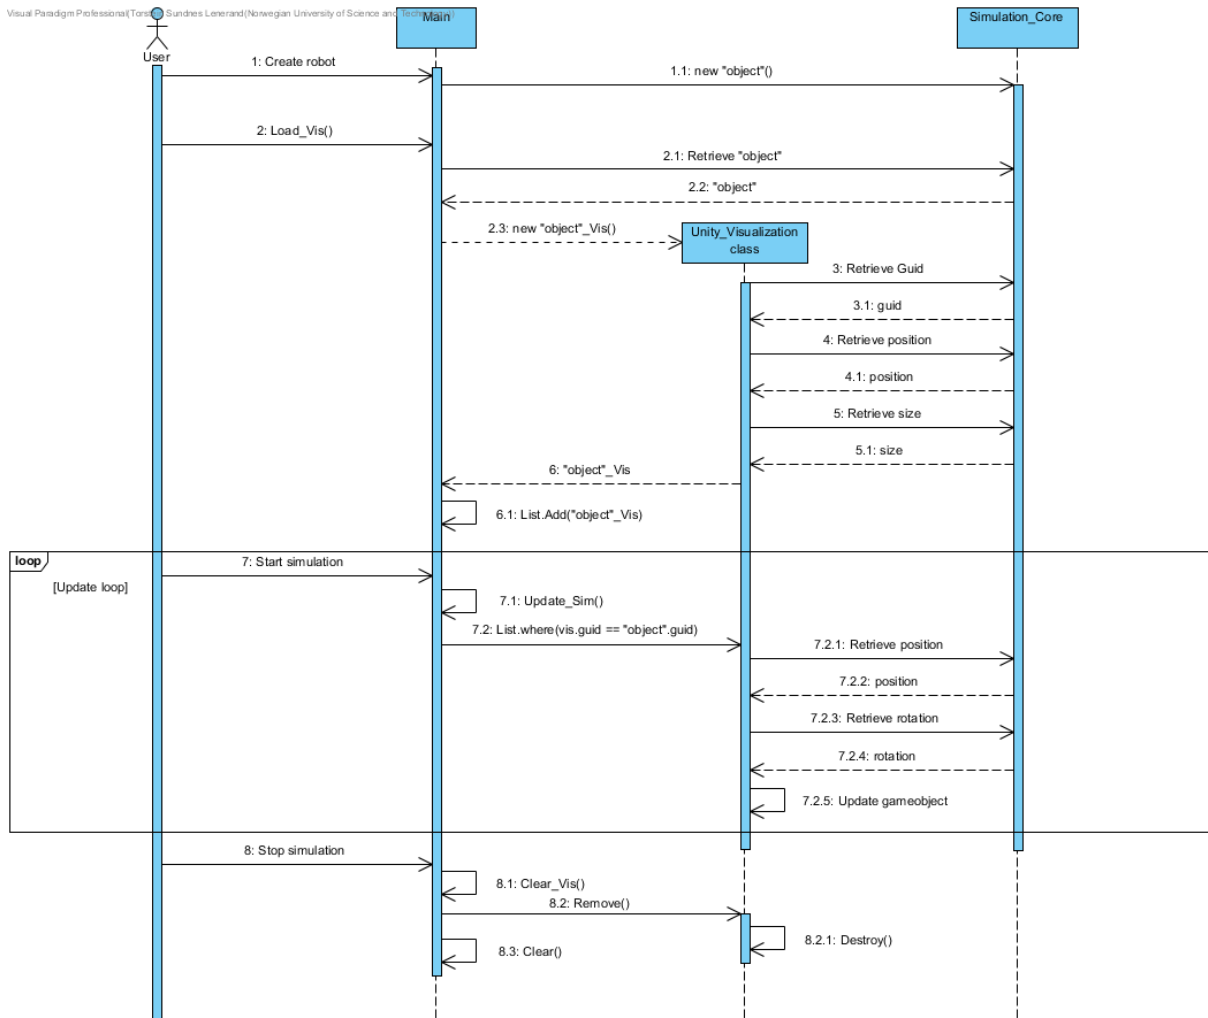 Visual Paradigm Professional(Torstein Sundnes Lenerand(Norwegian University of Science and Technology))
User
Main
Simulation_Core
1: Create robot
1.1: new "object"()
2: Load_Vis()
2.1: Retrieve "object"
2.2: "object"
2.3: new "object"_Vis()
Unity_Visualization
class
3: Retrieve Guid
3.1: guid
4: Retrieve position
4.1: position
5: Retrieve size
5.1: size
6: "object"_Vis
6.1: List.Add("object"_Vis)
loop
7: Start simulation
[Update loop]
7.1: Update_Sim()
7.2: List.where(vis.guid == "object".guid)
7.2.1: Retrieve position
7.2.2: position
7.2.3: Retrieve rotation
7.2.4: rotation
7.2.5: Update gameobject
8: Stop simulation
8.1: Clear_Vis()
8.2: Remove()
8.2.1: Destroy()
8.3: Clear()